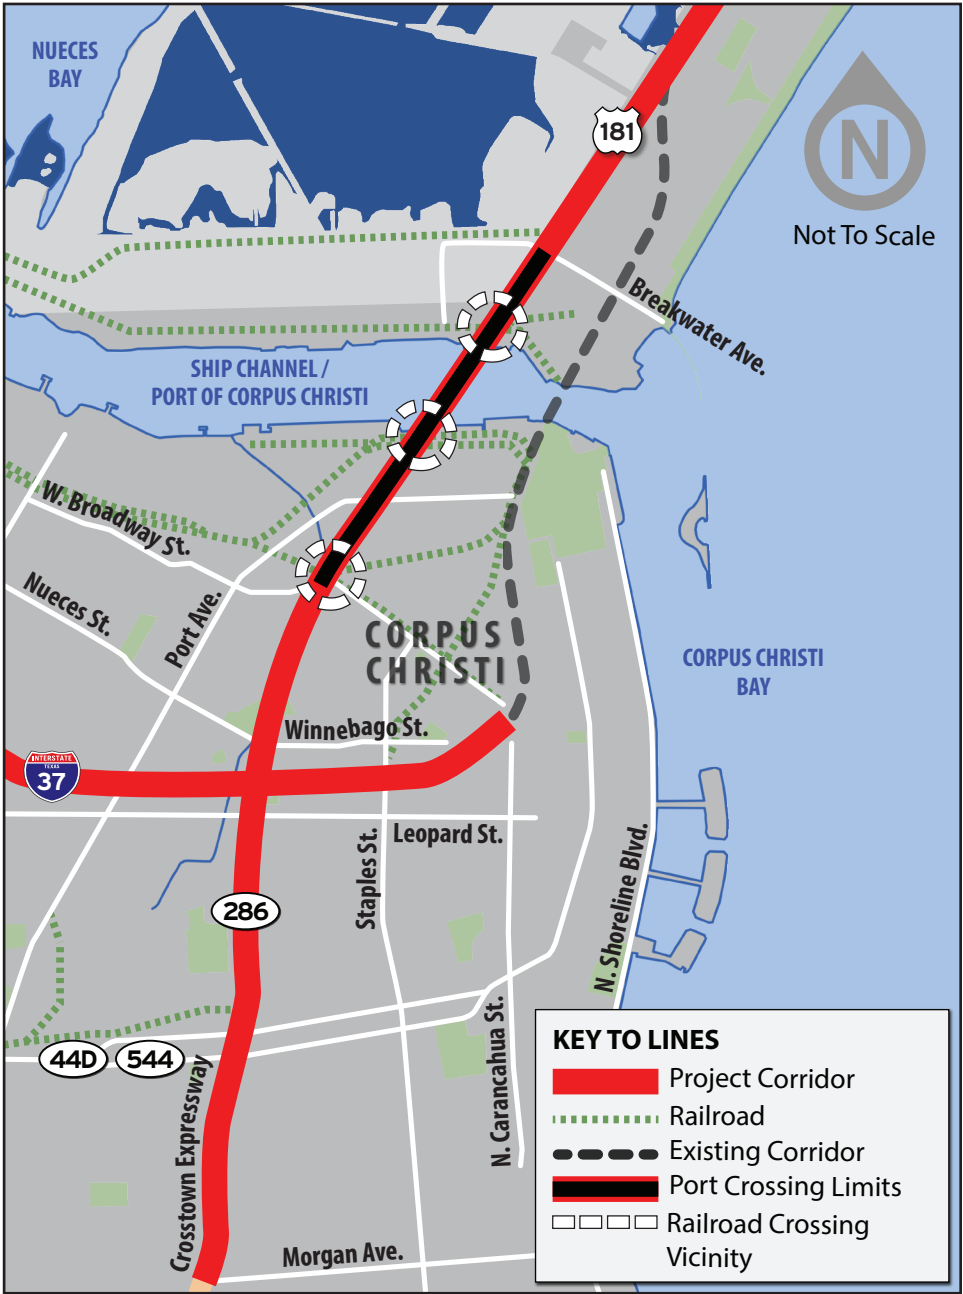 NUECES
BAY
181
N
Not To Scale
Breakwater Ave.
SHIP CHANNEL /
PORT OF CORPUS CHRISTI
W. Broadway St.
Nueces St.
Port Ave.
CORPUS
CHRISTI
CORPUS CHRISTI
BAY
Winnebago St.
INTERSTATE
TEXAS
37
Leopard St.
Staples St.
N. Shoreline Blvd.
286
N. Carancahua St.
44D
544
Crosstown Expressway
Morgan Ave.
KEY TO LINES
Project Corridor
Railroad
Existing Corridor
Port Crossing Limits
Railroad Crossing
Vicinity